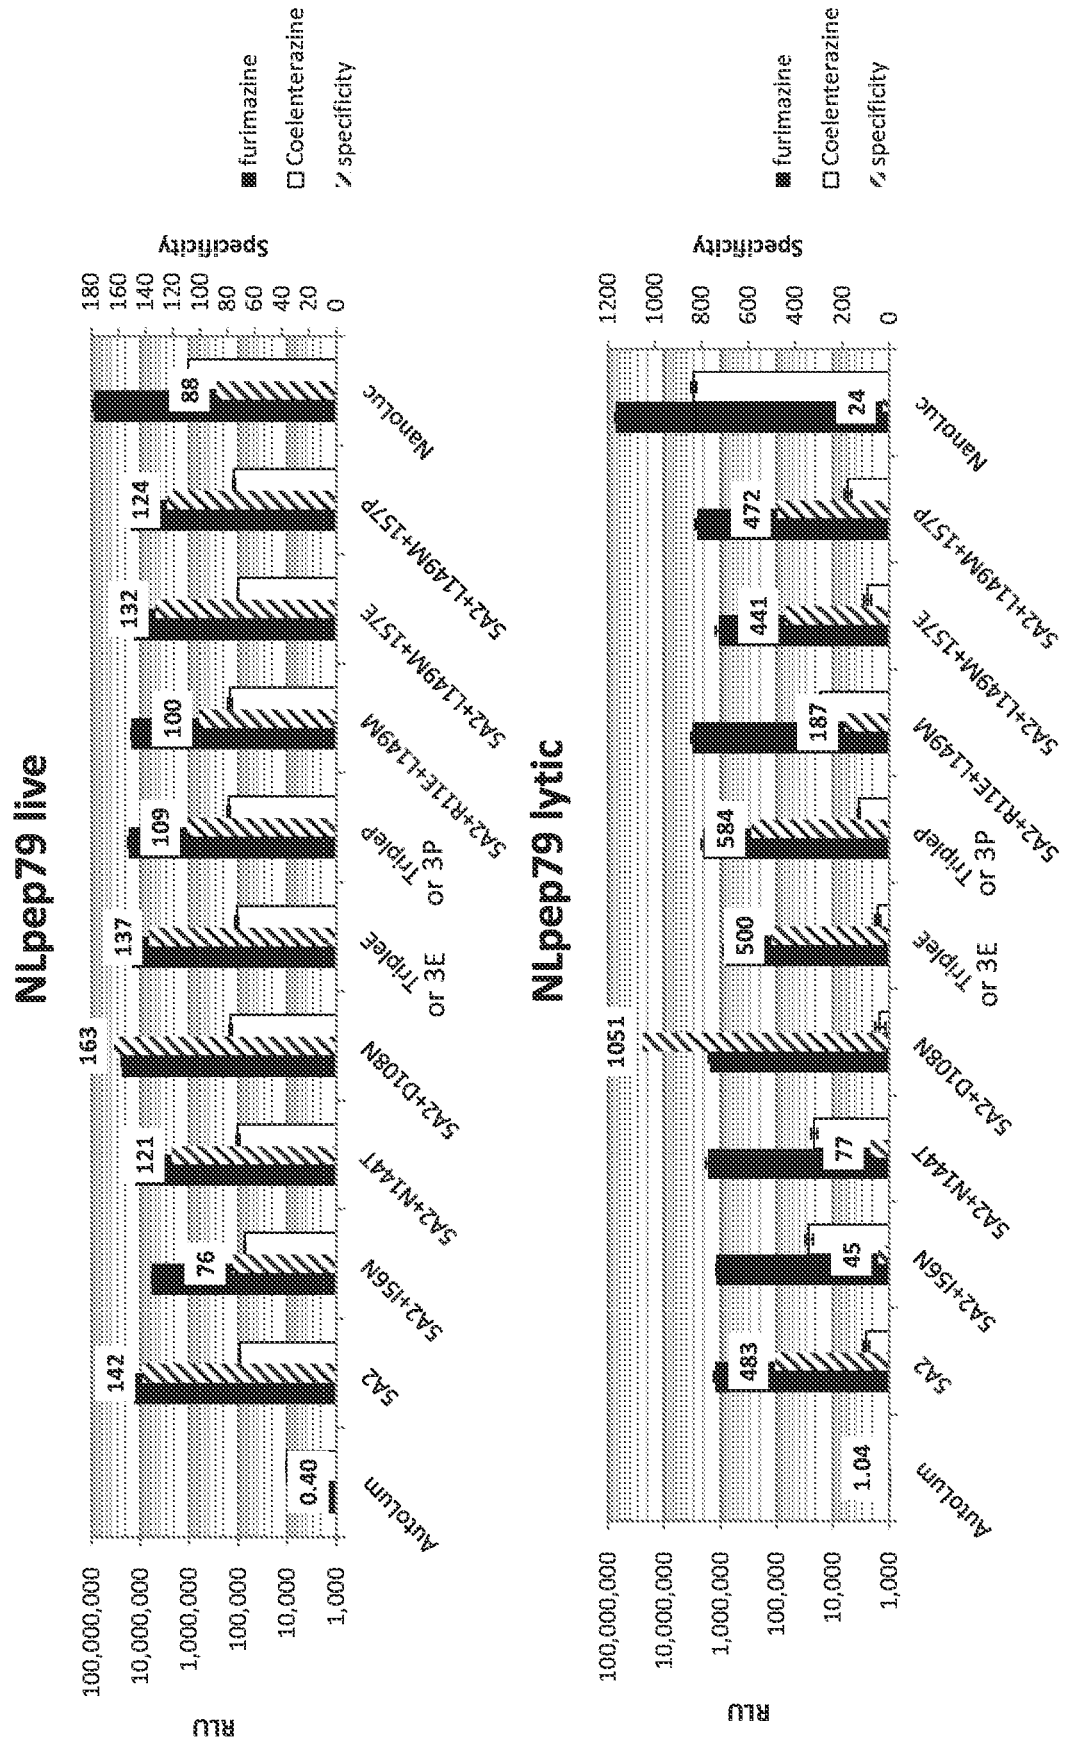 NLpep79 live
100,000,000
10,000,000
1,000,000
100,000
10,000
1,000
RLU
180
160
140
120
100
80
60
40
20
0
Specificity
0.40
142
76
121
163
137
109
100
132
124
88
AutoLum
5A2
5A2+I56N
5A2+N144T
5A2+D108N
TripleE
or 3E
TripleP
or 3P
5A2+R11E+L149M
5A2+L149M+157E
5A2+L149M+157P
NanoLuc
furimazine
Coelenterazine
specificity
NLpep79 lytic
100,000,000
10,000,000
1,000,000
100,000
10,000
1,000
RLU
1200
1000
800
600
400
200
0
Specificity
1.04
483
45
77
1051
500
584
187
441
472
24
AutoLum
5A2
5A2+I56N
5A2+N144T
5A2+D108N
TripleE
or 3E
TripleP
or 3P
5A2+R11E+L149M
5A2+L149M+157E
5A2+L149M+157P
NanoLuc
furimazine
Coelenterazine
specificity